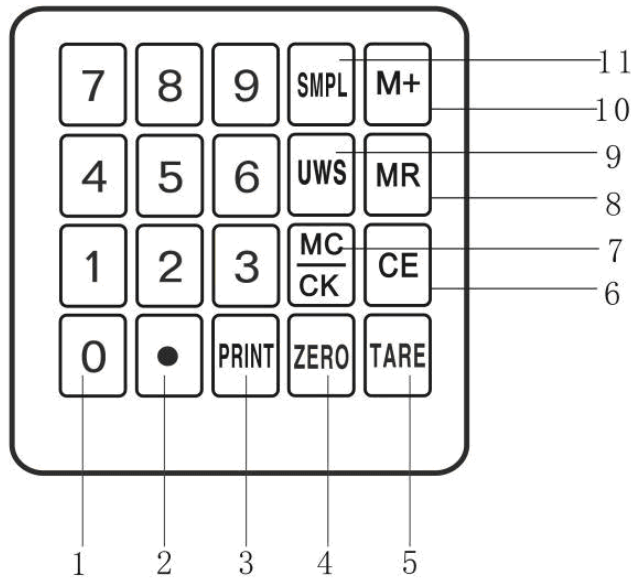 7 8 9 SMPL M+ 11
10
4 5 6 UWS MR 9
8
1 2 3 MC CE 7
CK 6
0 ● PRINT ZERO TARE
1 2 3 4 5